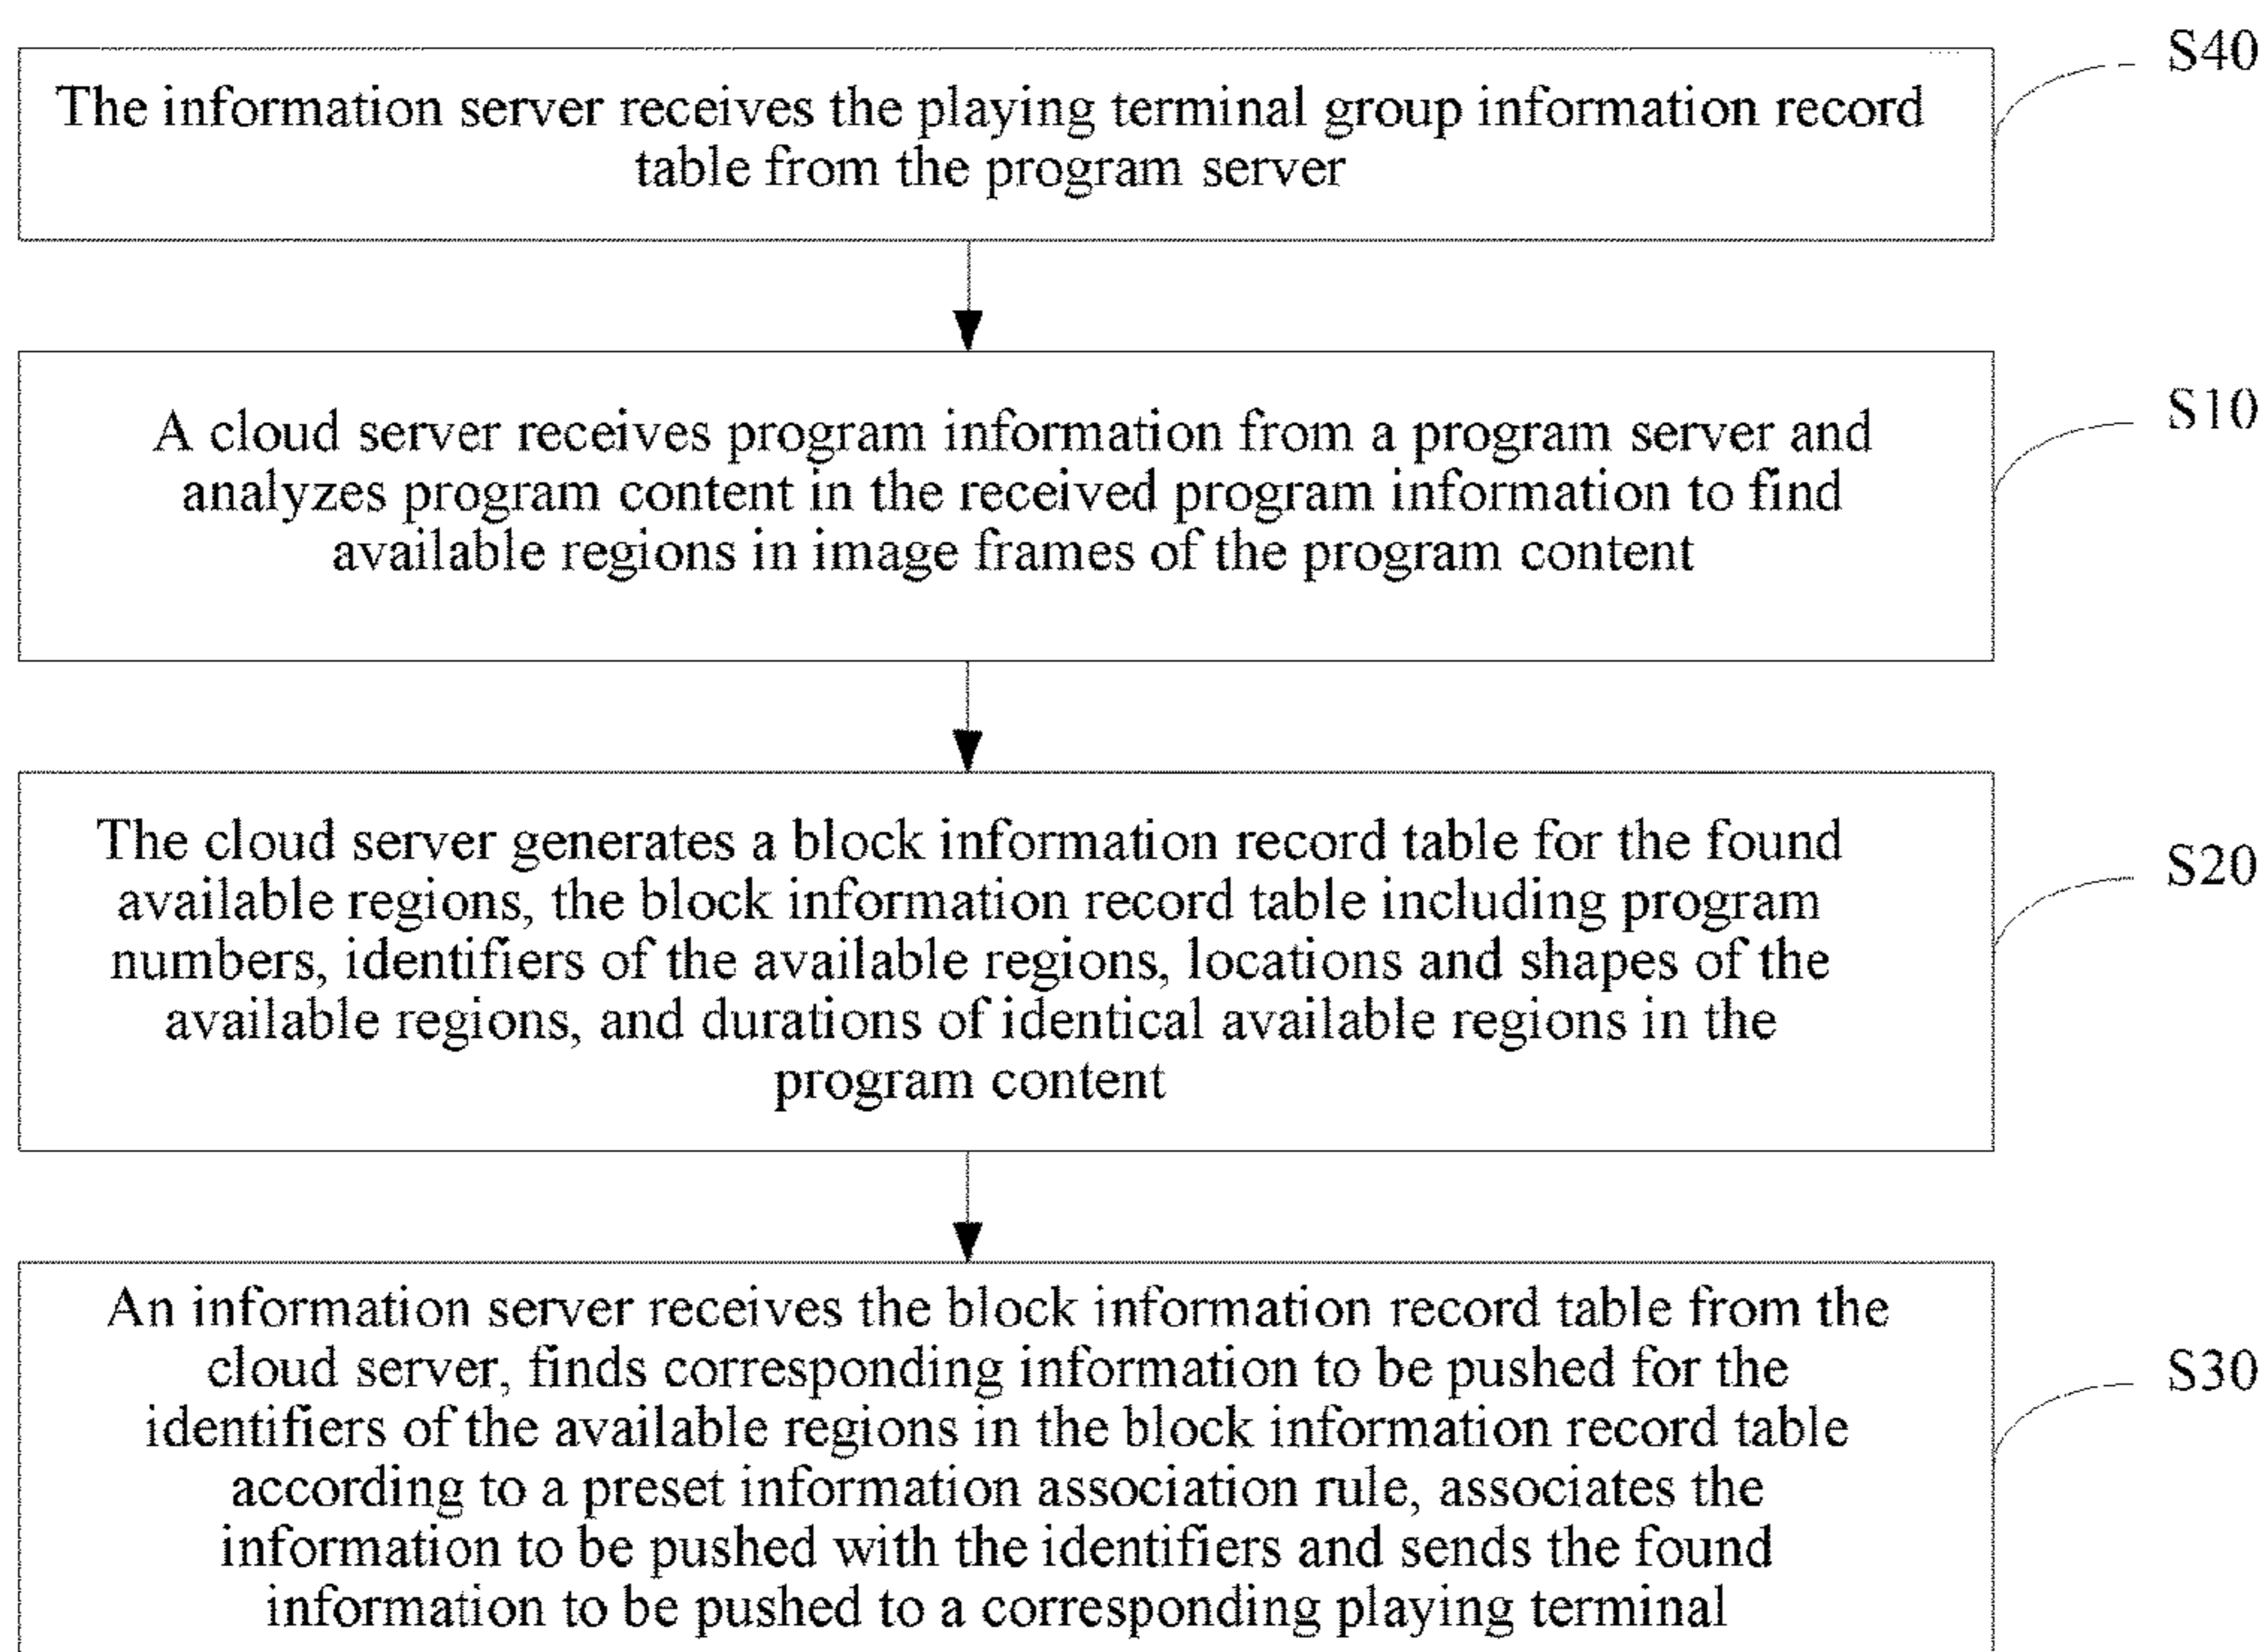 S40
The information server receives the playing terminal group information record
table from the program server
S10
A cloud server receives program information from a program server and
analyzes program content in the received program information to find
available regions in image frames of the program content
S20
The cloud server generates a block information record table for the found
available regions, the block information record table including program
numbers, identifiers of the available regions, locations and shapes of the
available regions, and durations of identical available regions in the
program content
S30
An information server receives the block information record table from the
cloud server, finds corresponding information to be pushed for the
identifiers of the available regions in the block information record table
according to a preset information association rule, associates the
information to be pushed with the identifiers and sends the found
information to be pushed to a corresponding playing terminal